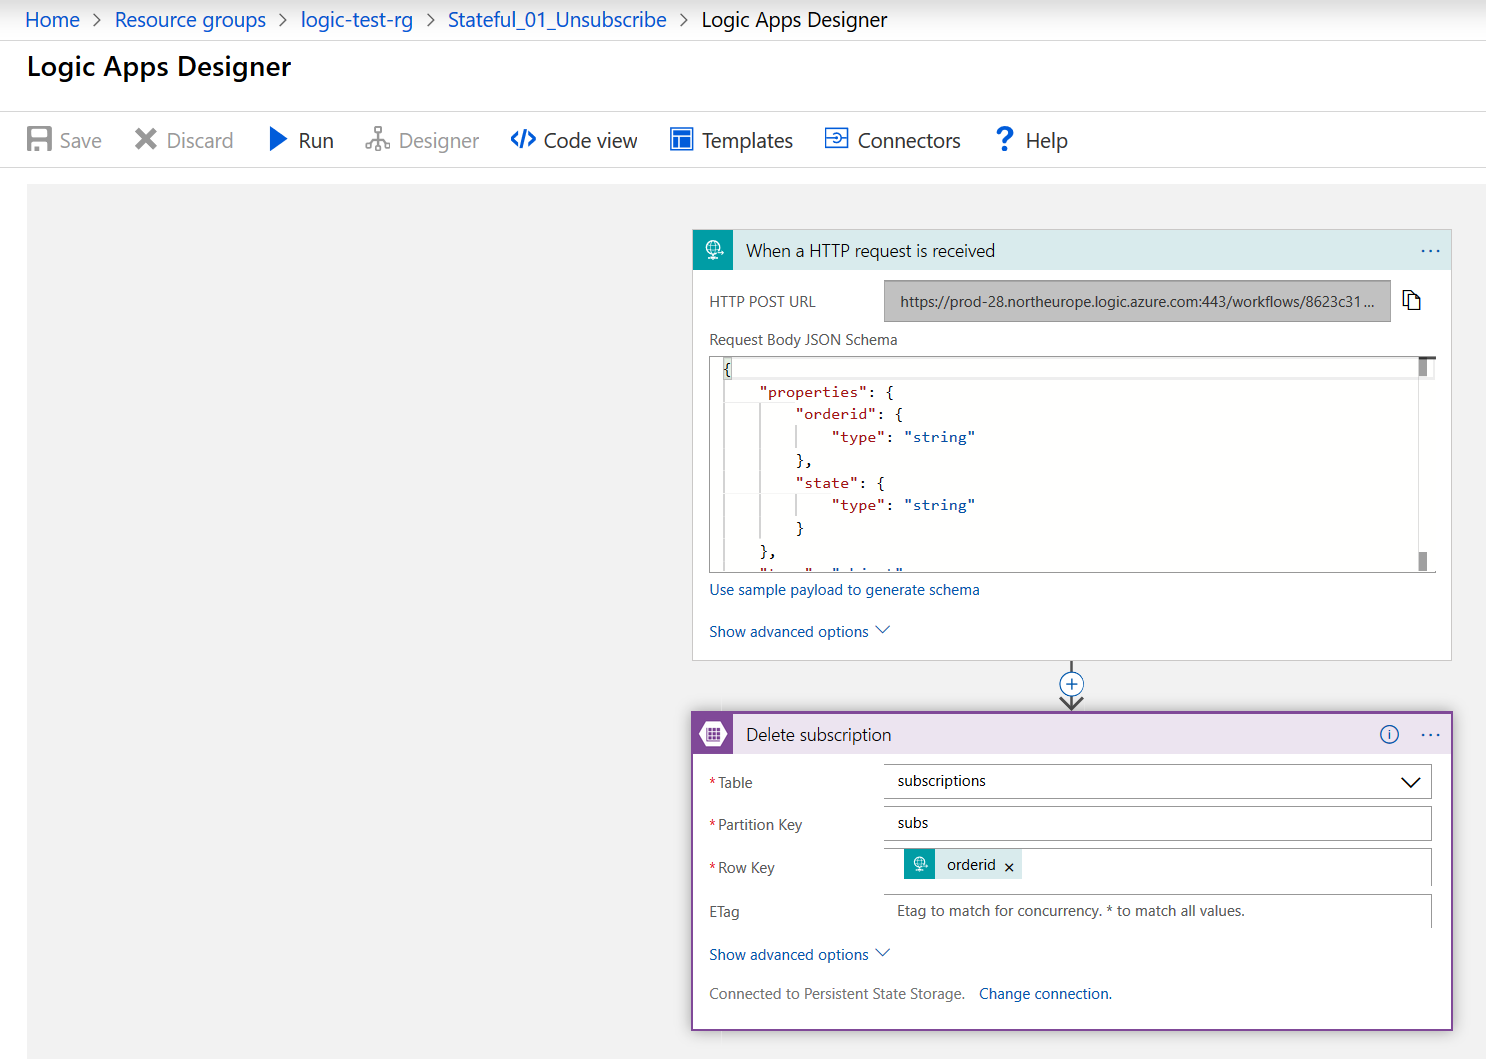 Home > Resource groups > logic-test-rg > Stateful_01_Unsubscribe > Logic Apps Designer
Logic Apps Designer
Save Discard Run Designer Code view Templates Connectors Help
When a HTTP request is received
HTTP POST URL https://prod-28.northeurope.logic.azure.com:443/workflows/8623c31 ...
Request Body JSON Schema
{
"properties": {
"orderid": {
"type": "string"
},
"state": {
"type": "string"
}
},
Use sample payload to generate schema
Show advanced options
Delete subscription
* Table subscriptions
* Partition Key subs
* Row Key orderid ×
ETag Etag to match for concurrency. * to match all values.
Show advanced options
Connected to Persistent State Storage. Change connection.